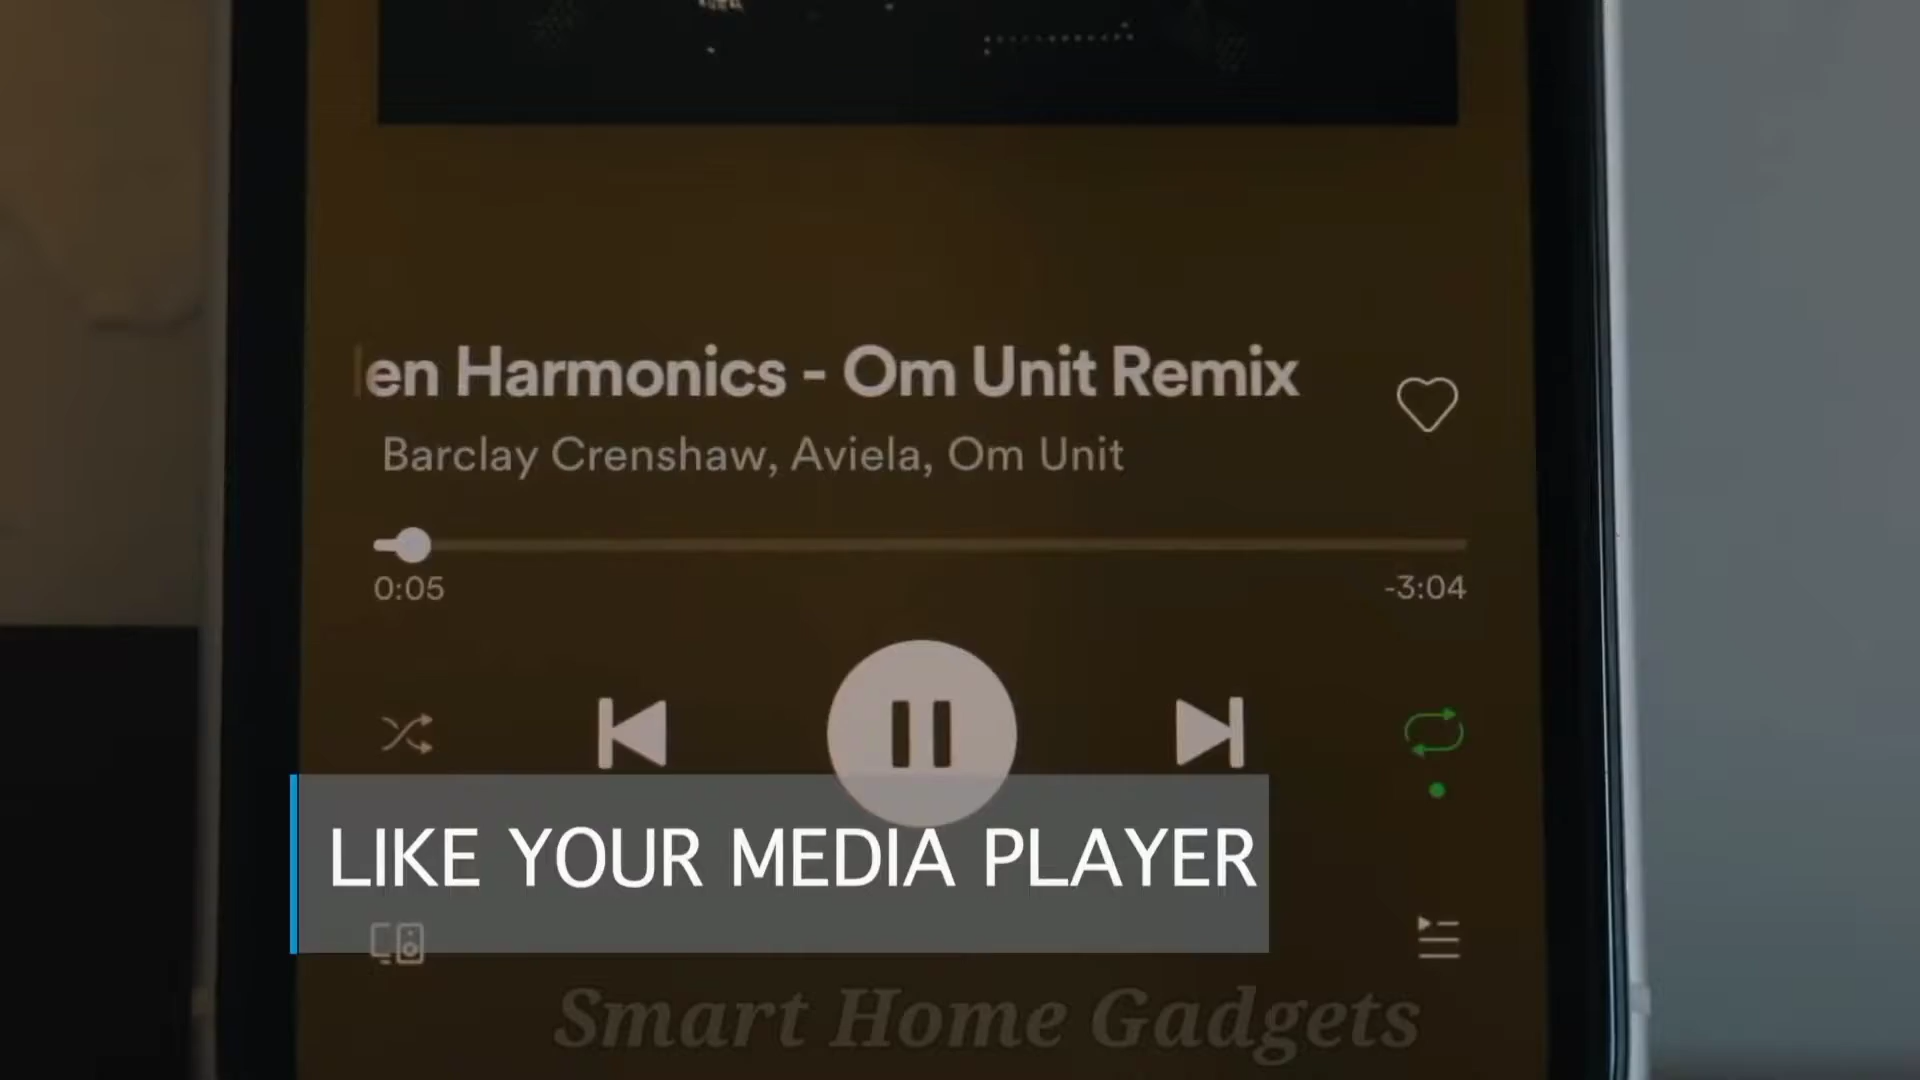 en Harmonics - Om Unit Remix
Barclay Crenshaw, Aviela, Om Unit
0:05
-3:04
LIKE YOUR MEDIA PLAYER
Smart Home Gadgets